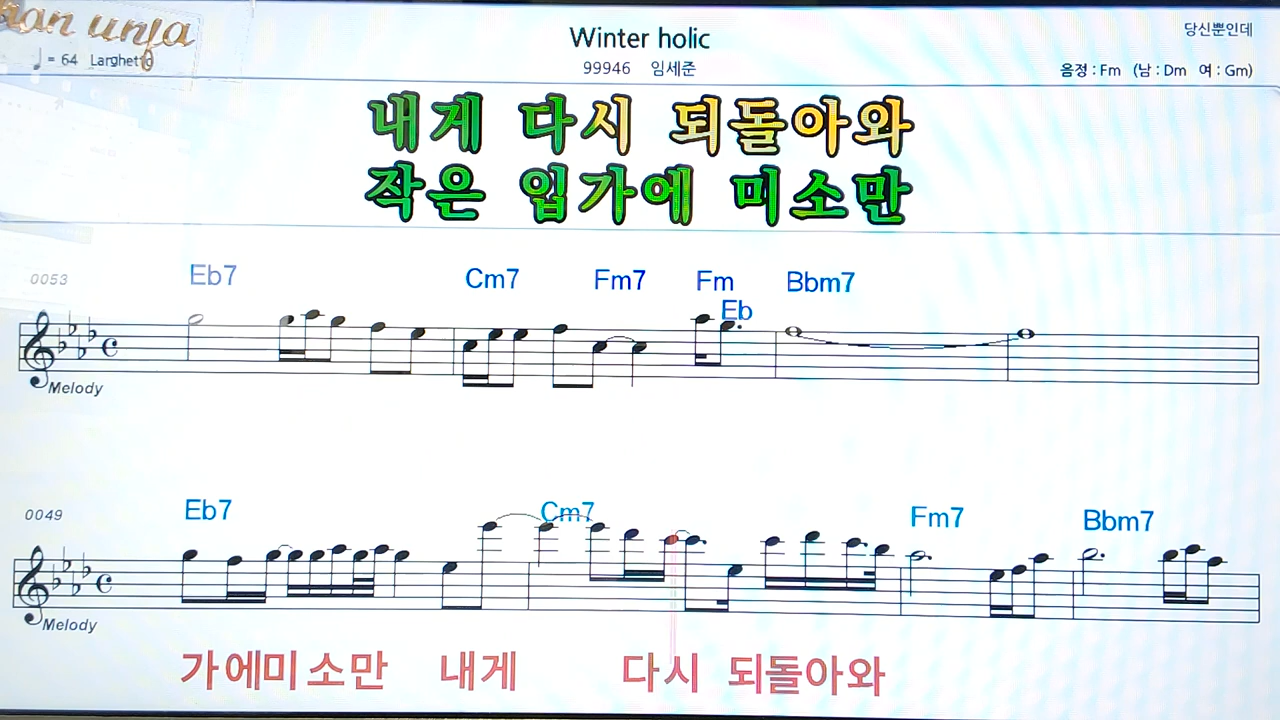 Winter holic
당신뿐인데
♩ = 64 Larghetto
99946 임세준
음정 : Fm (남 : Dm 여 : Gm)
내게 다시 되돌아와
작은 입가에 미소만
0053
Eb7 Cm7 Fm7 Fm Eb Bbm7
Melody
0049
Eb7 Cm7 Fm7 Bbm7
Melody
가에미 소만 내게 다시 되돌아와